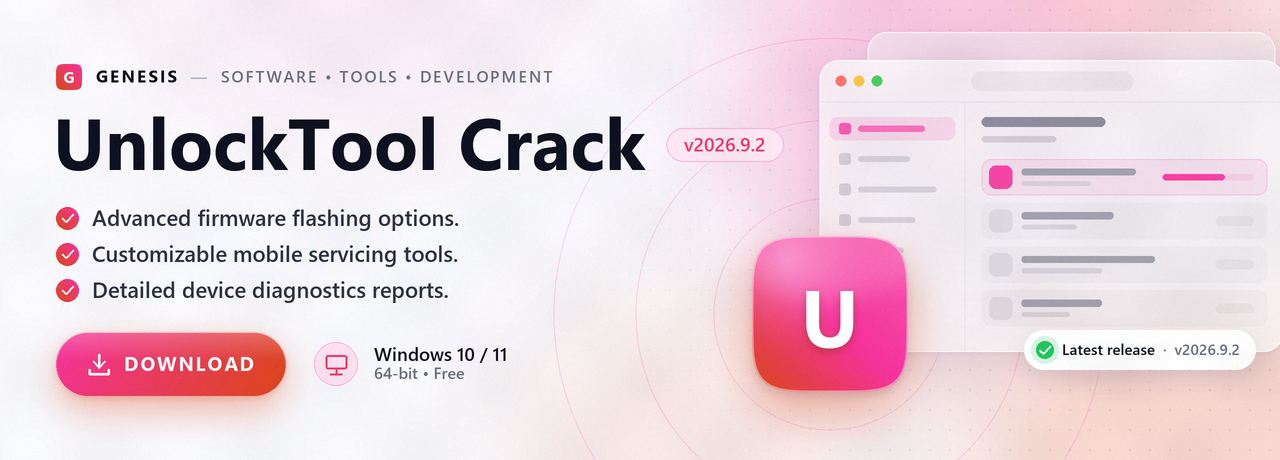 G GENESIS — SOFTWARE • TOOLS • DEVELOPMENT
UnlockTool Crack v2026.9.2
Advanced firmware flashing options.
Customizable mobile servicing tools.
Detailed device diagnostics reports.
DOWNLOAD
Windows 10 / 11
64-bit • Free
U
Latest release · v2026.9.2